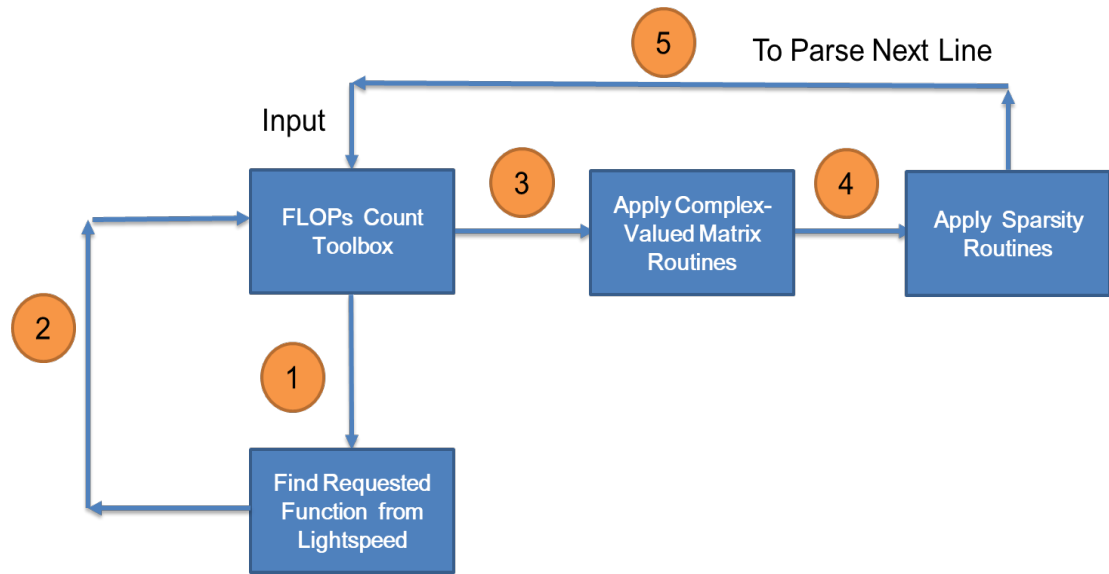 5
To Parse Next Line
Input
3
4
FLOPs Count
Toolbox
Apply Complex-
Valued Matrix
Routines
Apply Sparsity
Routines
2
1
Find Requested
Function from
Lightspeed